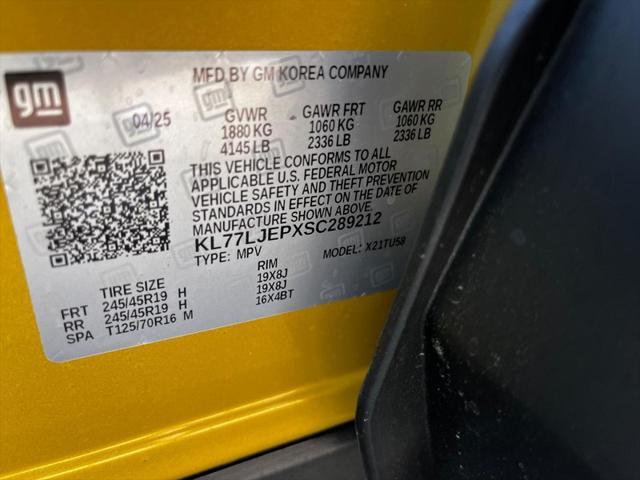 gm
MFD BY GM KOREA COMPANY
04/25
GVWR GAWR FRT GAWR RR
1880 KG 1060 KG 1060 KG
4145 LB 2336 LB 2336 LB
THIS VEHICLE CONFORMS TO ALL
APPLICABLE U.S. FEDERAL MOTOR
VEHICLE SAFETY AND THEFT PREVENTION
STANDARDS IN EFFECT ON THE DATE OF
MANUFACTURE SHOWN ABOVE.
KL77LJEPXSC289212
TYPE: MPV MODEL: X21TU58
TIRE SIZE RIM
FRT 245/45R19 H 19X8J
RR 245/45R19 H 19X8J
SPA T125/70R16 M 16X4BT